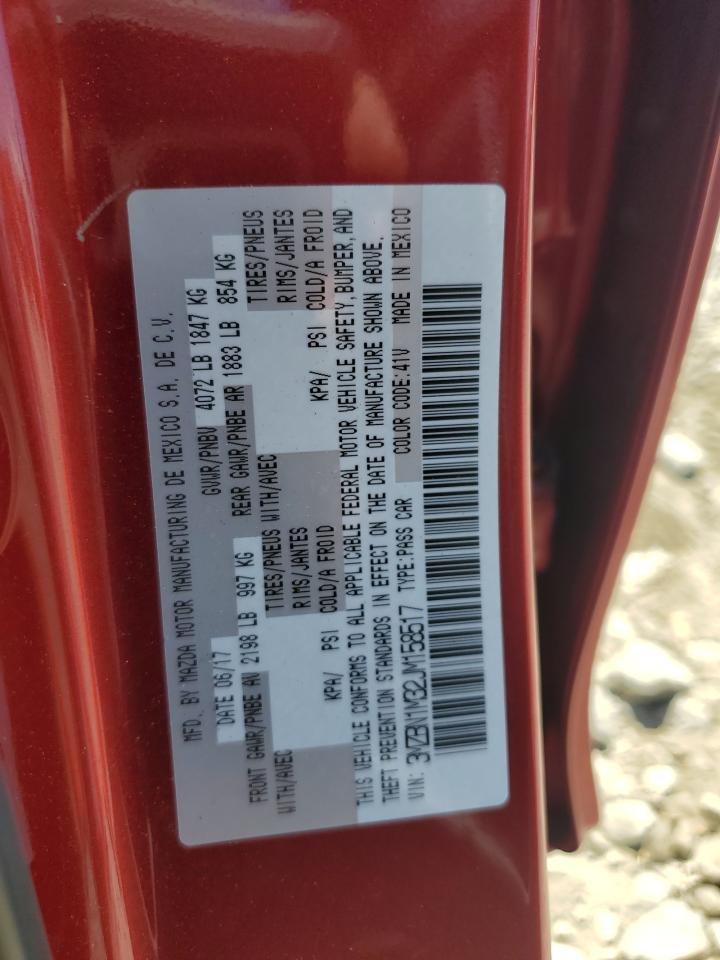 MFD. BY MAZDA MOTOR MANUFACTURING DE MEXICO S.A. DE C.V.
DATE 06/17 GVWR/PNBV 4072 LB 1847 KG
FRONT GAWR/PNBE AV 2198 LB 997 KG REAR GAWR/PNBE AR 1883 LB 854 KG
WITH/AVEC TIRES/PNEUS WITH/AVEC TIRES/PNEUS
RIMS/JANTES RIMS/JANTES
KPA/ PSI COLD/A FROID KPA/ PSI COLD/A FROID
THIS VEHICLE CONFORMS TO ALL APPLICABLE FEDERAL MOTOR VEHICLE SAFETY,BUMPER,AND
THEFT PREVENTION STANDARDS IN EFFECT ON THE DATE OF MANUFACTURE SHOWN ABOVE.
VIN: 3MZBN1M32JM158517 TYPE:PASS CAR COLOR CODE:41V MADE IN MEXICO